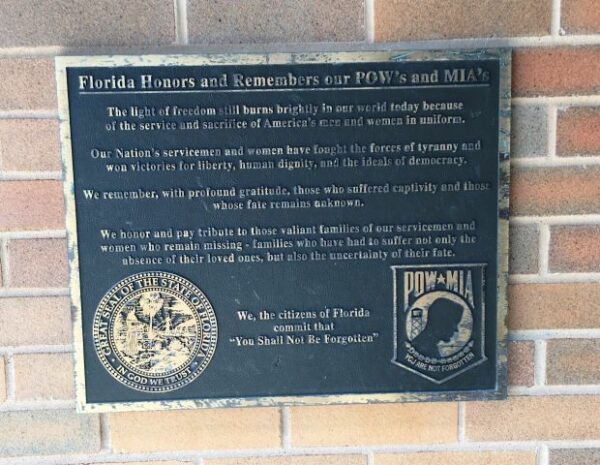 Florida Honors and Remembers our POW's and MIA's
The light of freedom still burns brightly in our world today because
of the service and sacrifice of America's men and women in uniform.
Our Nation's servicemen and women have fought the forces of tyranny and
won victories for liberty, human dignity, and the ideals of democracy.
We remember, with profound gratitude, those who suffered captivity and those
whose fate remains unknown.
We honor and pay tribute to those valiant families of our servicemen and
women who remain missing - families who have had to suffer not only the
absence of their loved ones, but also the uncertainty of their fate.
GREAT SEAL OF THE STATE OF FLORIDA
IN GOD WE TRUST
We, the citizens of Florida
commit that
"You Shall Not Be Forgotten"
POW★MIA
YOU ARE NOT FORGOTTEN